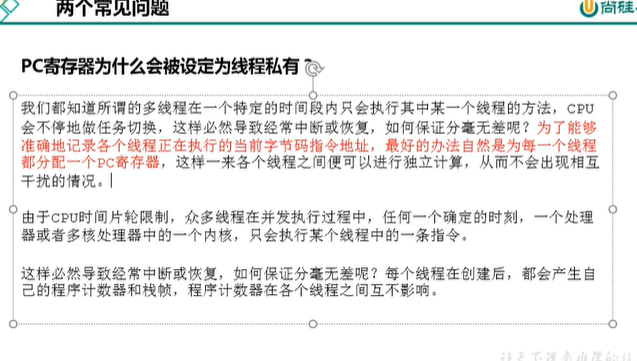 两个常见问题
尚硅
PC寄存器为什么会被设定为线程私有？
我们都知道所谓的多线程在一个特定的时间段内只会执行其中某一个线程的方法，CPU
会不停地做任务切换，这样必然导致经常中断或恢复，如何保证分毫无差呢？为了能够
准确地记录各个线程正在执行的当前字节码指令地址，最好的办法自然是为每一个线程
都分配一个PC寄存器，这样一来各个线程之间便可以进行独立计算，从而不会出现相互
干扰的情况。
由于CPU时间片轮限制，众多线程在并发执行过程中，任何一个确定的时刻，一个处理
器或者多核处理器中的一个内核，只会执行某个线程中的一条指令。
这样必然导致经常中断或恢复，如何保证分毫无差呢？每个线程在创建后，都会产生自
己的程序计数器和栈帧，程序计数器在各个线程之间互不影响。